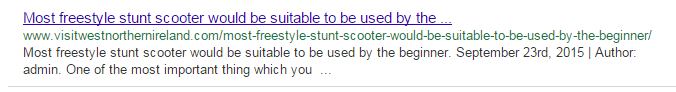 Most freestyle stunt scooter would be suitable to be used by the ...
www.visitwestnorthernireland.com/most-freestyle-stunt-scooter-would-be-suitable-to-be-used-by-the-beginner/
Most freestyle stunt scooter would be suitable to be used by the beginner. September 23rd, 2015 | Author:
admin. One of the most important thing which you ...